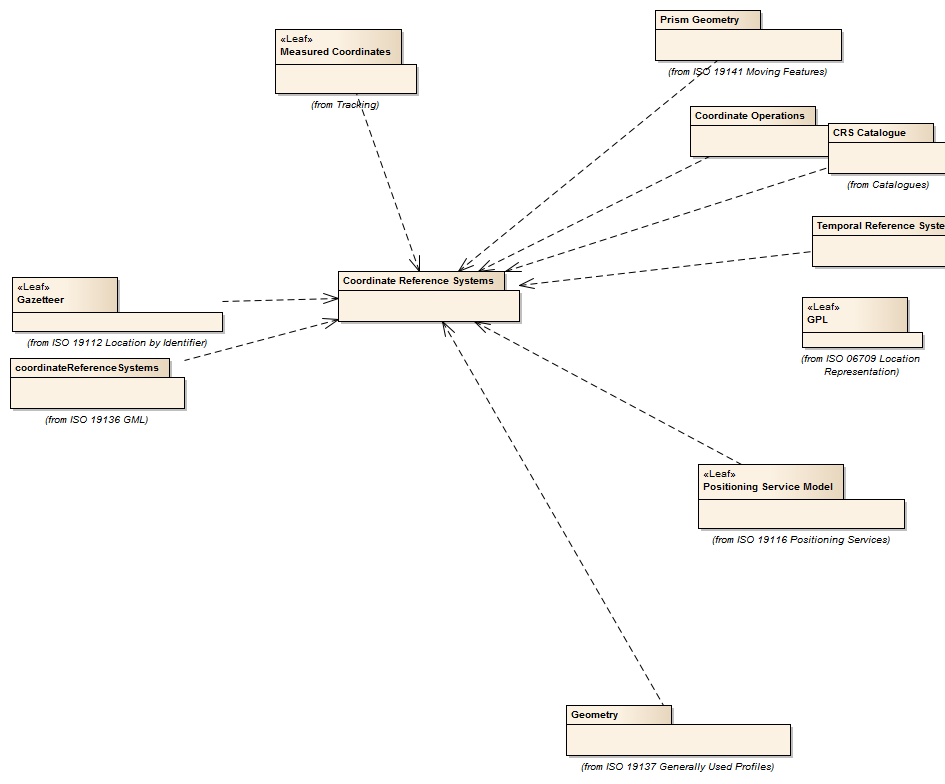 Prism Geometry
(from ISO 19141 Moving Features)
«Leaf»
Measured Coordinates
(from Tracking)
Coordinate Operations
CRS Catalogue
(from Catalogues)
Temporal Reference Syste
Coordinate Reference Systems
«Leaf»
Gazetteer
(from ISO 19112 Location by Identifier)
«Leaf»
GPL
(from ISO 06709 Location
Representation)
coordinateReferenceSystems
(from ISO 19136 GML)
«Leaf»
Positioning Service Model
(from ISO 19116 Positioning Services)
Geometry
(from ISO 19137 Generally Used Profiles)